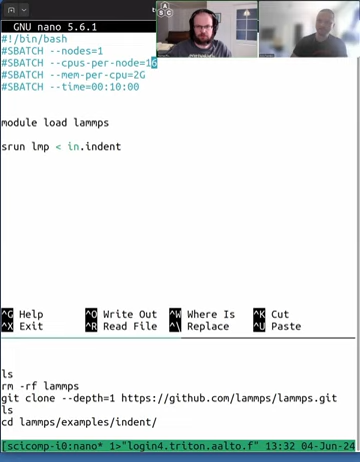 GNU nano 5.6.1
#!/bin/bash
#SBATCH --nodes=1
#SBATCH --cpus-per-node=16
#SBATCH --mem-per-cpu=2G
#SBATCH --time=00:10:00
module load lammps
srun lmp < in.indent
^G Help ^O Write Out ^W Where Is ^K Cut
^X Exit ^R Read File ^\ Replace ^U Paste
ls
rm -rf lammps
git clone --depth=1 https://github.com/lammps/lammps.git
ls
cd lammps/examples/indent/
[scicomp-i0:nano* 1>"login4.triton.aalto.f" 13:32 04-Jun-24